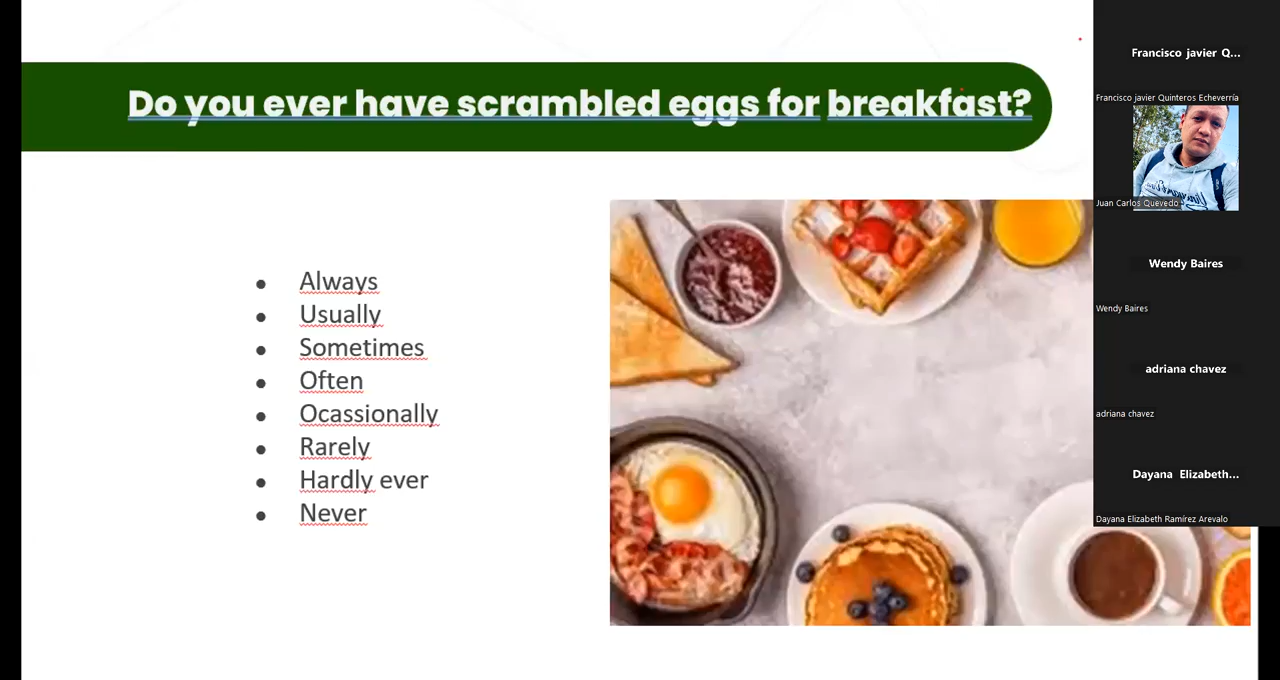 Do you ever have scrambled eggs for breakfast?
Always
Usually
Sometimes
Often
Ocassionally
Rarely
Hardly ever
Never
Francisco javier Q...
Francisco javier Quinteros Echeverría
Juan Carlos Quevedo
Wendy Baires
Wendy Baires
adriana chavez
adriana chavez
Dayana Elizabeth...
Dayana Elizabeth Ramírez Arevalo